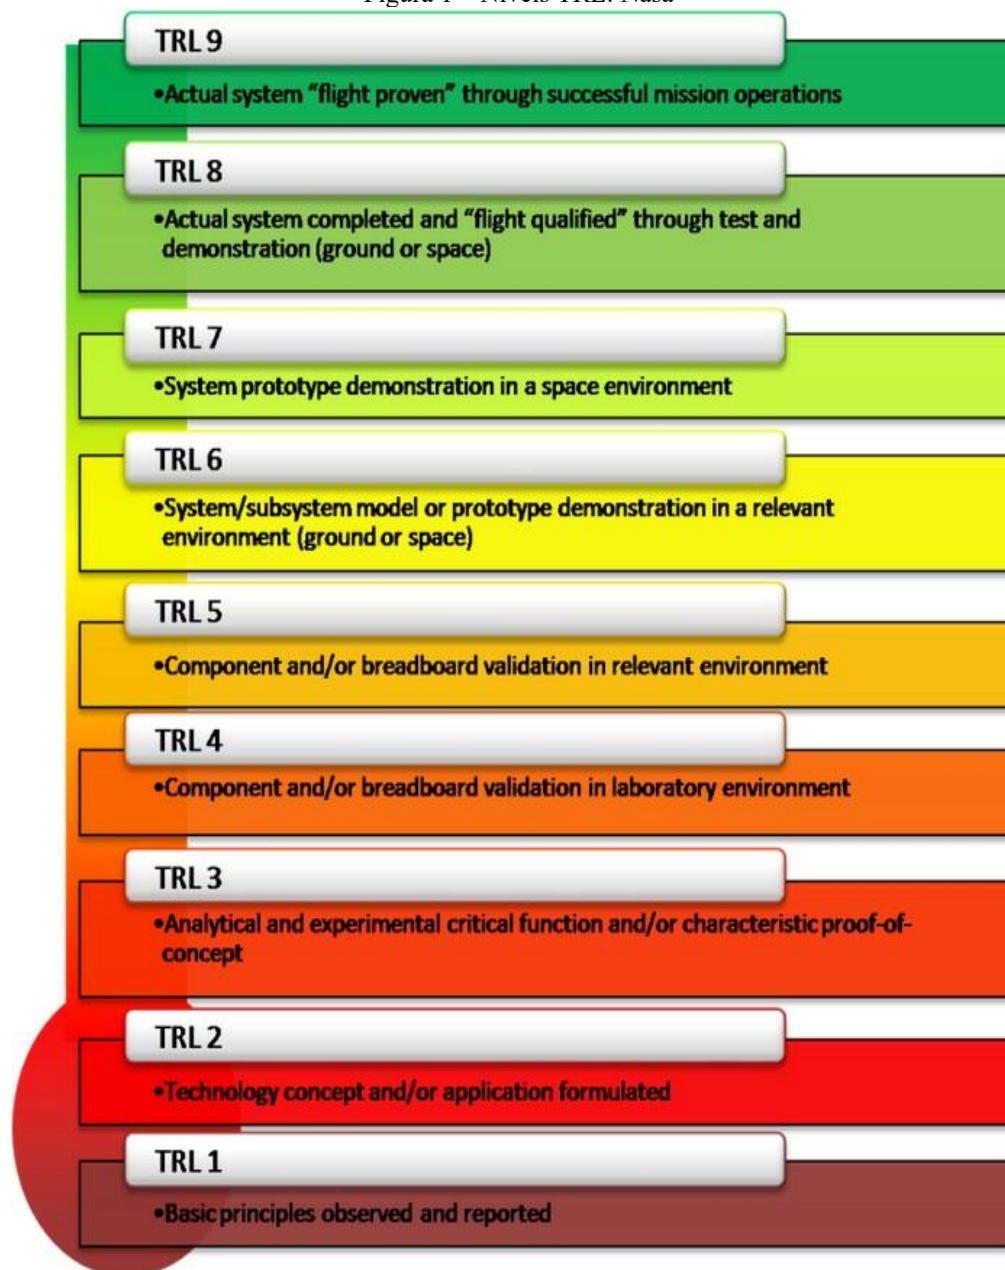 Figura 1 – Níveis TRL: Nasa
TRL 9
•Actual system “flight proven” through successful mission operations
TRL 8
•Actual system completed and “flight qualified” through test and
demonstration (ground or space)
TRL 7
•System prototype demonstration in a space environment
TRL 6
•System/subsystem model or prototype demonstration in a relevant
environment (ground or space)
TRL 5
•Component and/or breadboard validation in relevant environment
TRL 4
•Component and/or breadboard validation in laboratory environment
TRL 3
•Analytical and experimental critical function and/or characteristic proof-of-
concept
TRL 2
•Technology concept and/or application formulated
TRL 1
•Basic principles observed and reported